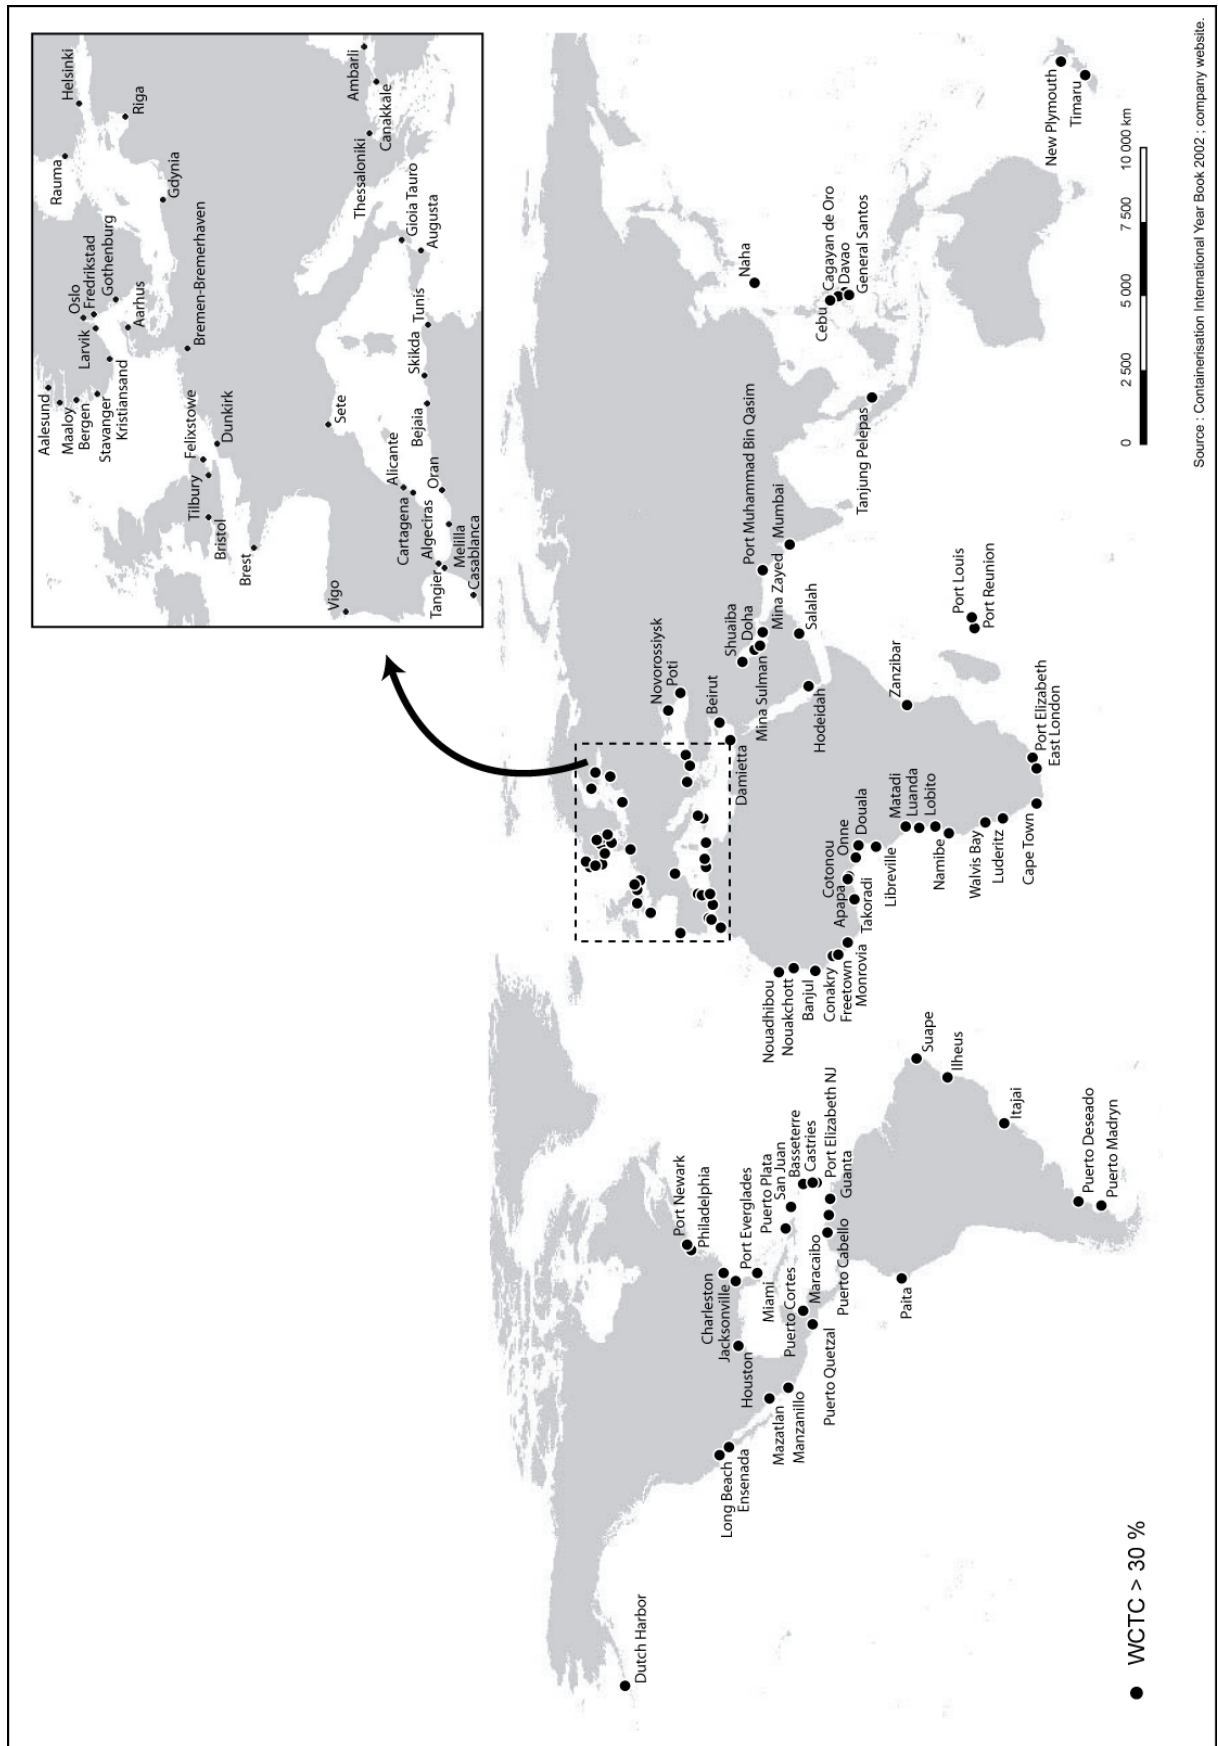 Helsinki
Rauma
Riga
Gdynia
Oslo
Fredrikstad
Gothenburg
Larvik
Aarhus
Aalesund
Maaloy
Bergen
Stavanger
Kristiansand
Bremen-Bremerhaven
Felixstowe
Dunkirk
Tilbury
Bristol
Brest
Vigo
Sete
Ambarli
Canakkale
Thessaloniki
Gioia Tauro
Augusta
Tunis
Skikda
Bejaia
Alicante
Cartagena
Oran
Algeciras
Tangier
Melilla
Casablanca
Dutch Harbor
Long Beach
Ensenada
Mazatlan
Manzanillo
Houston
Charleston
Jacksonville
Port Newark
Philadelphia
Port Everglades
Miami
Puerto Plata
San Juan
Basseterre
Castries
Port Elizabeth NJ
Guanta
Puerto Cortes
Maracaibo
Puerto Cabello
Puerto Quetzal
Paita
Suape
Ilheus
Itajai
Puerto Deseado
Puerto Madryn
Novorossiysk
Poti
Beirut
Damietta
Nouadhibou
Nouakchott
Banjul
Conakry
Freetown
Monrovia
Apapa
Takoradi
Cotonou
Onne
Douala
Libreville
Matadi
Luanda
Lobito
Namibe
Walvis Bay
Luderitz
Cape Town
Port Elizabeth
East London
Zanzibar
Port Louis
Port Reunion
Shuaiba
Doha
Mina Sulman
Mina Zayed
Hodeidah
Salalah
Port Muhammad Bin Qasim
Mumbai
Tanjung Pelepas
Naha
Cebu
Cagayan de Oro
Davao
General Santos
New Plymouth
Timaru
0 2 500 5 000 7 500 10 000 km
WCTC > 30 %
Source : Containerisation International Year Book 2002 ; company website.